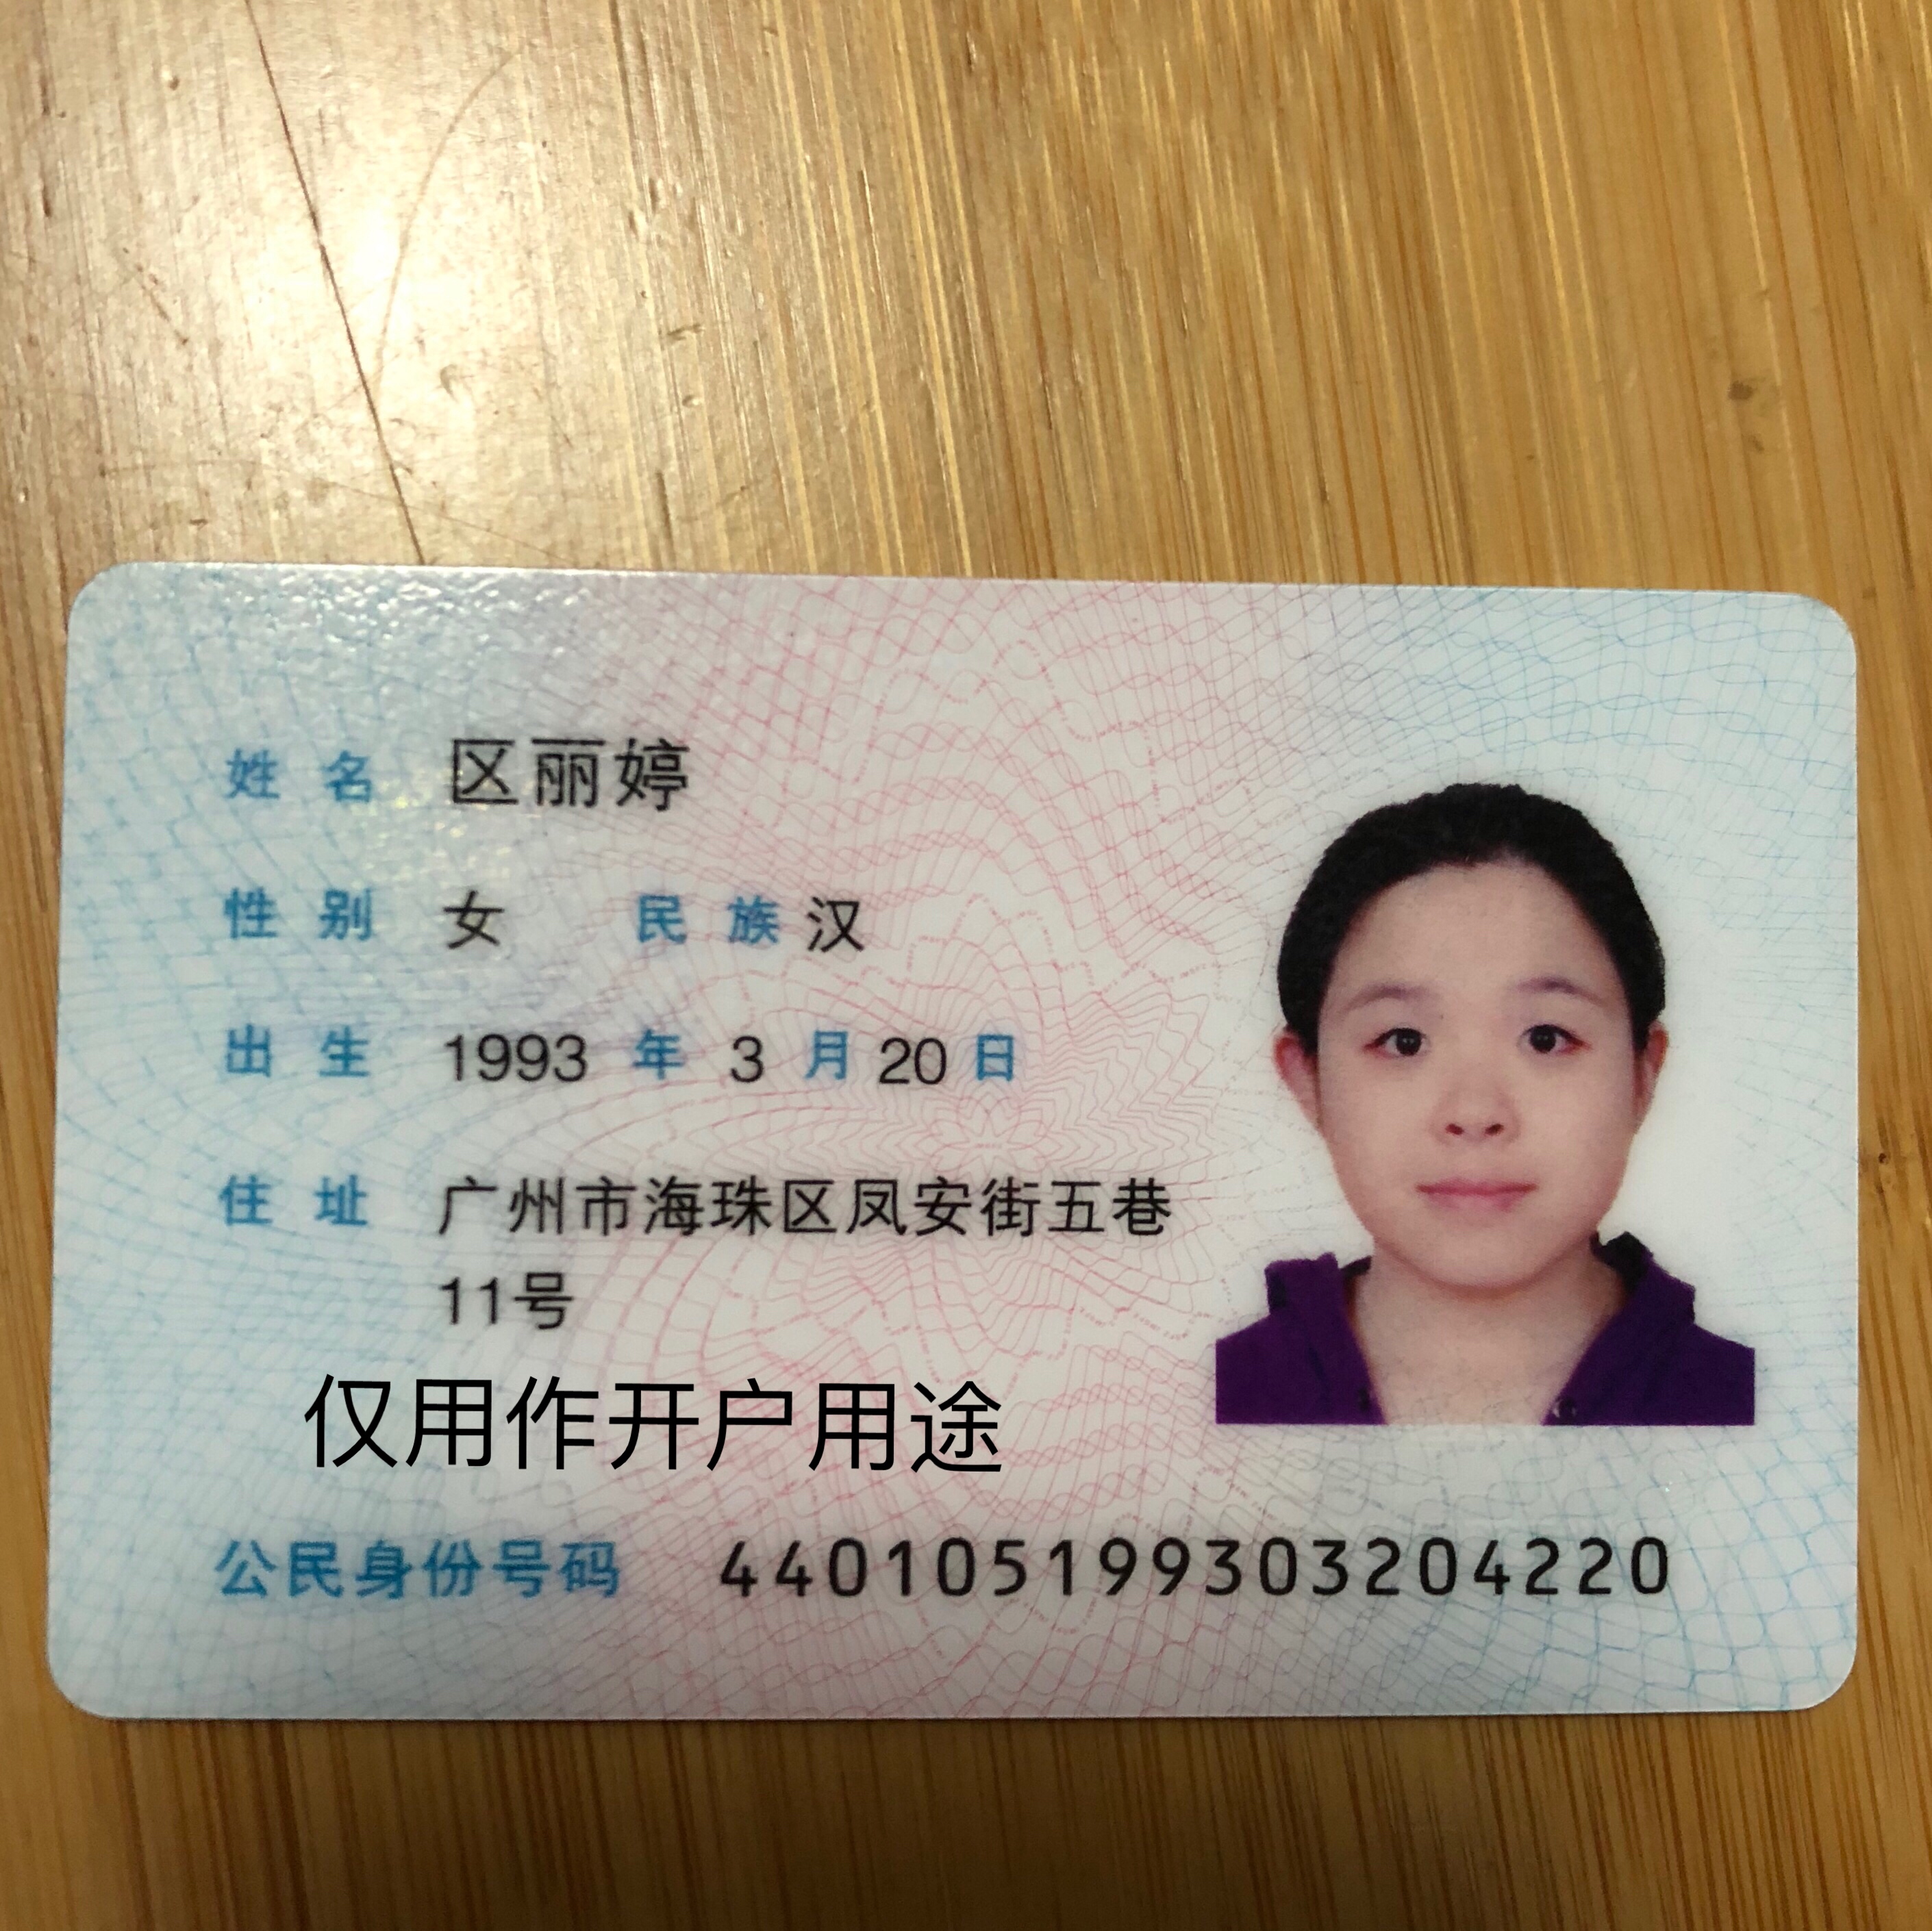 姓名 区丽婷
性别 女 民族 汉
出生 1993 年 3 月 20 日
住址 广州市海珠区凤安街五巷
11号
仅用作开户用途
公民身份号码 440105199303204220